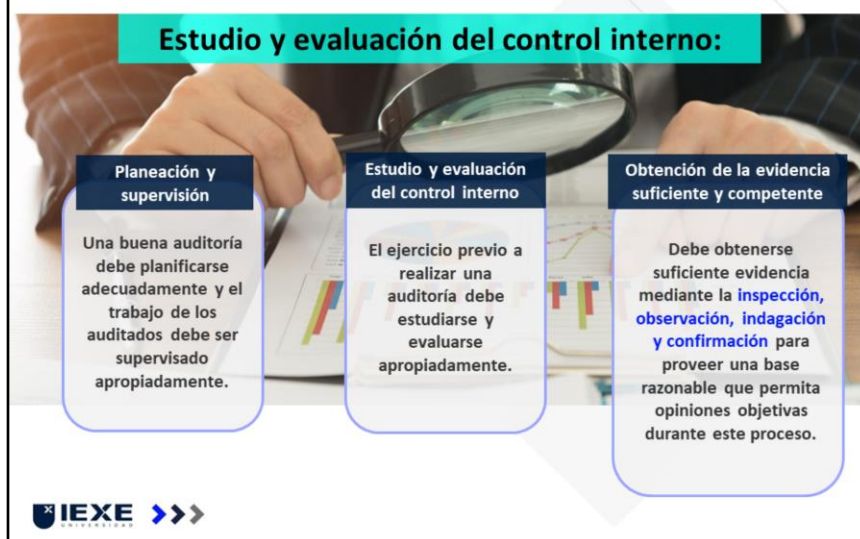 Estudio y evaluación del control interno:
Planeación y
supervisión
Una buena auditoría
debe planificarse
adecuadamente y el
trabajo de los
auditados debe ser
supervisado
apropiadamente.
Estudio y evaluación
del control interno
El ejercicio previo a
realizar una
auditoría debe
estudiarse y
evaluarse
apropiadamente.
Obtención de la evidencia
suficiente y competente
Debe obtenerse
suficiente evidencia
mediante la inspección,
observación, indagación
y confirmación para
proveer una base
razonable que permita
opiniones objetivas
durante este proceso.
IEXE
UNIVERSIDAD